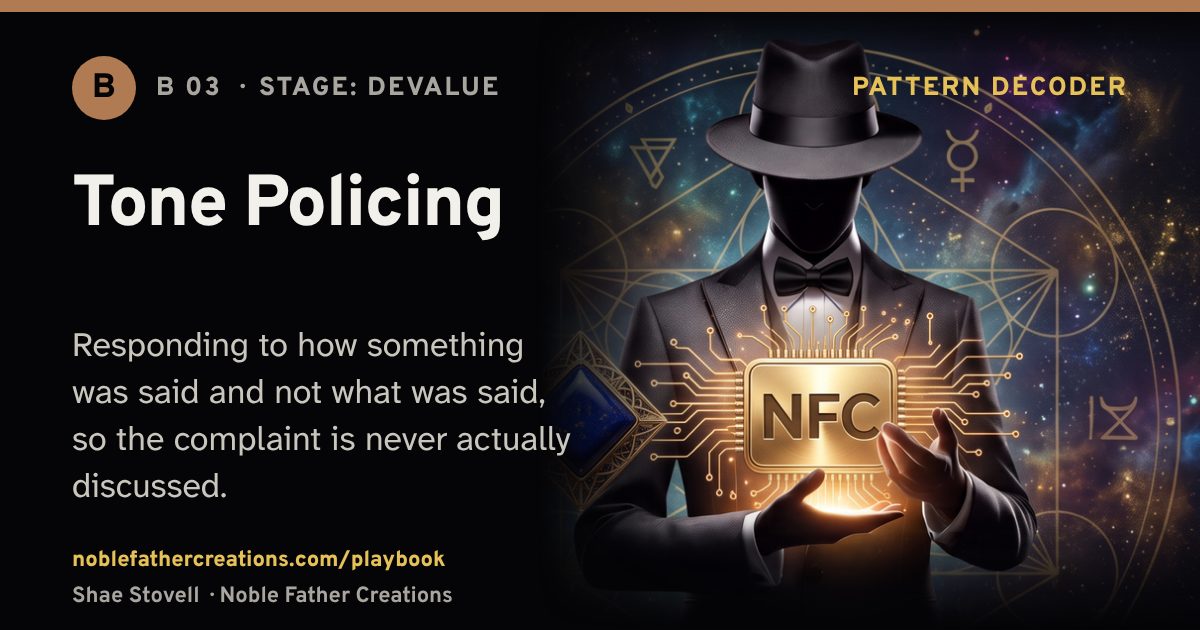 B
B 03 · STAGE: DEVALUE
PATTERN DECODER
Tone Policing
Responding to how something
was said and not what was said,
so the complaint is never actually
discussed.
NFC
noblefathercreations.com/playbook
Shae Stovell · Noble Father Creations